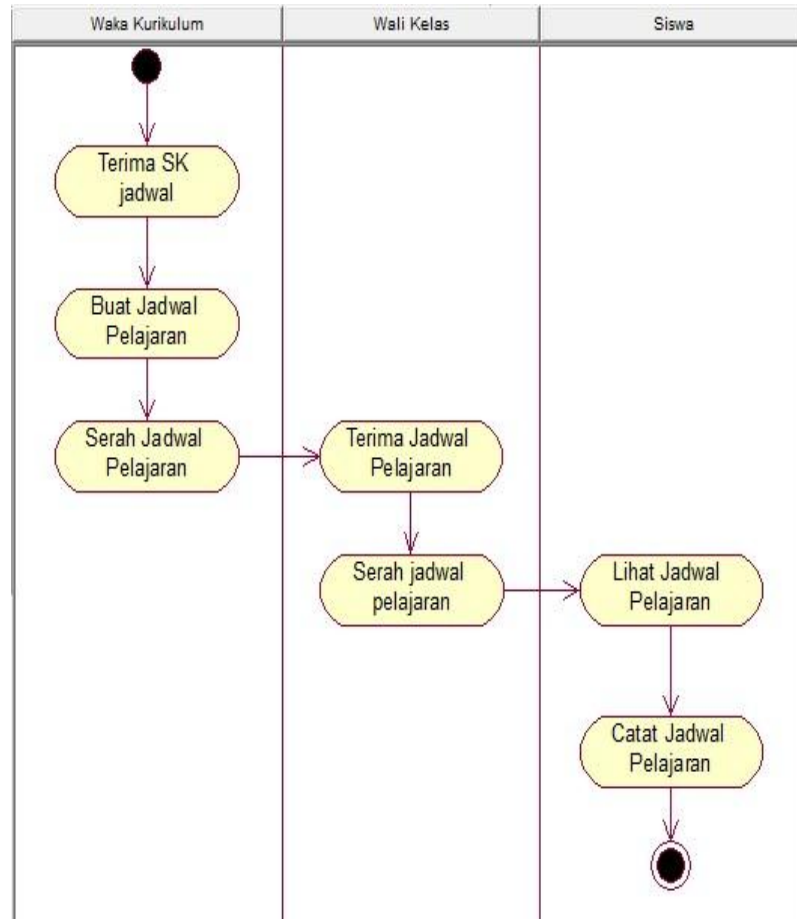 Waka Kurikulum
Wali Kelas
Siswa
Terima SK
jadwal
Buat Jadwal
Pelajaran
Serah Jadwal
Pelajaran
Terima Jadwal
Pelajaran
Serah jadwal
pelajaran
Lihat Jadwal
Pelajaran
Catat Jadwal
Pelajaran